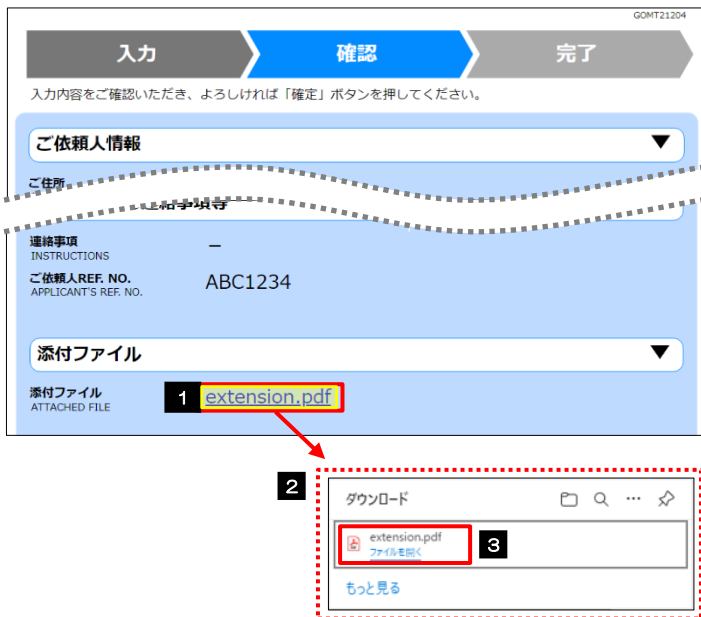 GOMT21204
入力
確認
完了
入力内容をご確認いただき、よろしければ「確定」ボタンを押してください。
ご依頼人情報
▼
ご住所
連絡事項等
連絡事項
INSTRUCTIONS
－
ご依頼人REF. NO.
APPLICANT'S REF. NO.
ABC1234
添付ファイル
▼
添付ファイル
ATTACHED FILE
1
extension.pdf
2
ダウンロード
extension.pdf
ファイルを開く
3
もっと見る